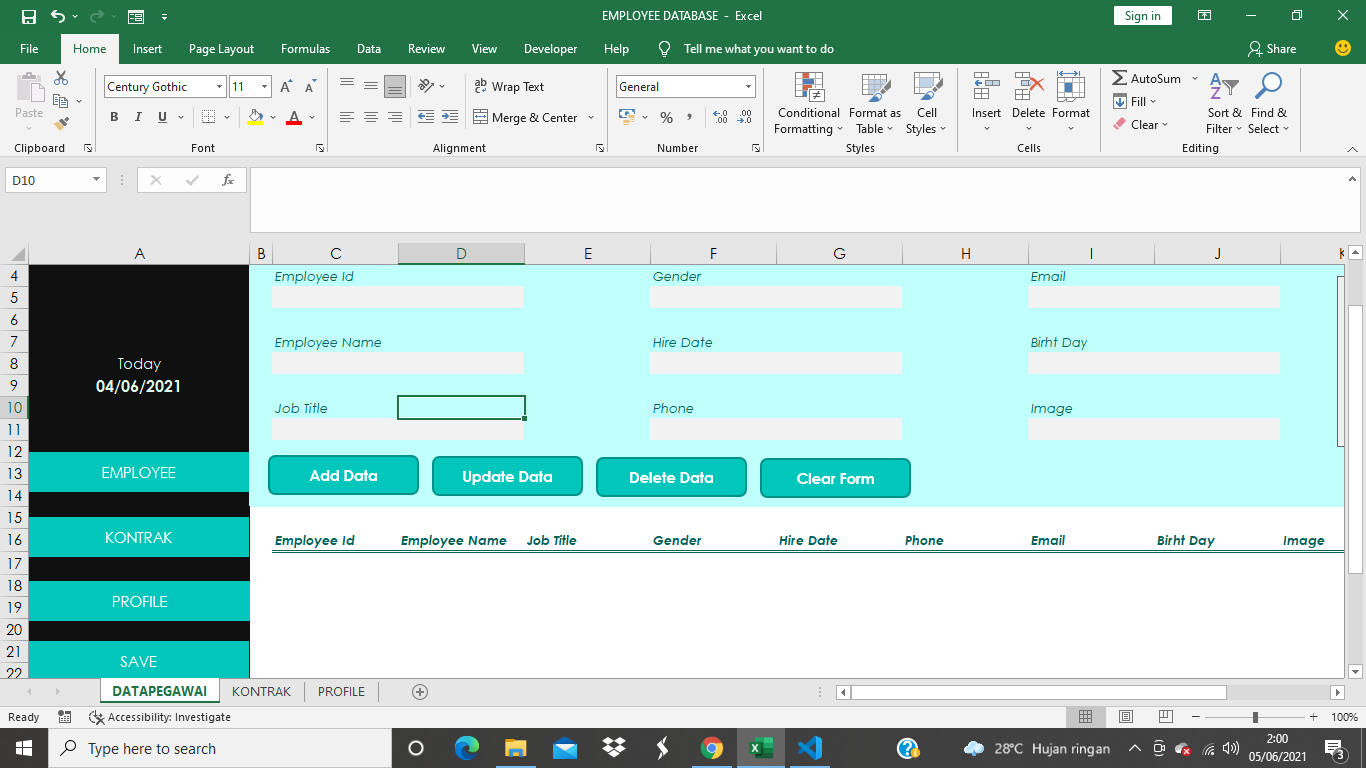 EMPLOYEE DATABASE - Excel
Sign in
File Home Insert Page Layout Formulas Data Review View Developer Help Tell me what you want to do Share
Paste
Century Gothic 11
B I U A
A A
ab Wrap Text
Merge & Center
General
% , .00 .00
Conditional Formatting
Format as Table
Cell Styles
Insert Delete Format
AutoSum
Fill
Clear
Sort & Filter
Find & Select
Clipboard Font Alignment Number Styles Cells Editing
D10 fx
A B C D E F G H I J K
4 Employee Id Gender Email
5
6
7 Employee Name Hire Date Birht Day
8 Today
9 04/06/2021
10 Job Title Phone Image
11
12
13 EMPLOYEE Add Data Update Data Delete Data Clear Form
14
15
16 KONTRAK Employee Id Employee Name Job Title Gender Hire Date Phone Email Birht Day Image
17
18
19 PROFILE
20
21 SAVE
22
DATAPEGAWAI KONTRAK PROFILE
Ready Accessibility: Investigate 100%
Type here to search
28°C Hujan ringan
2:00
05/06/2021
3